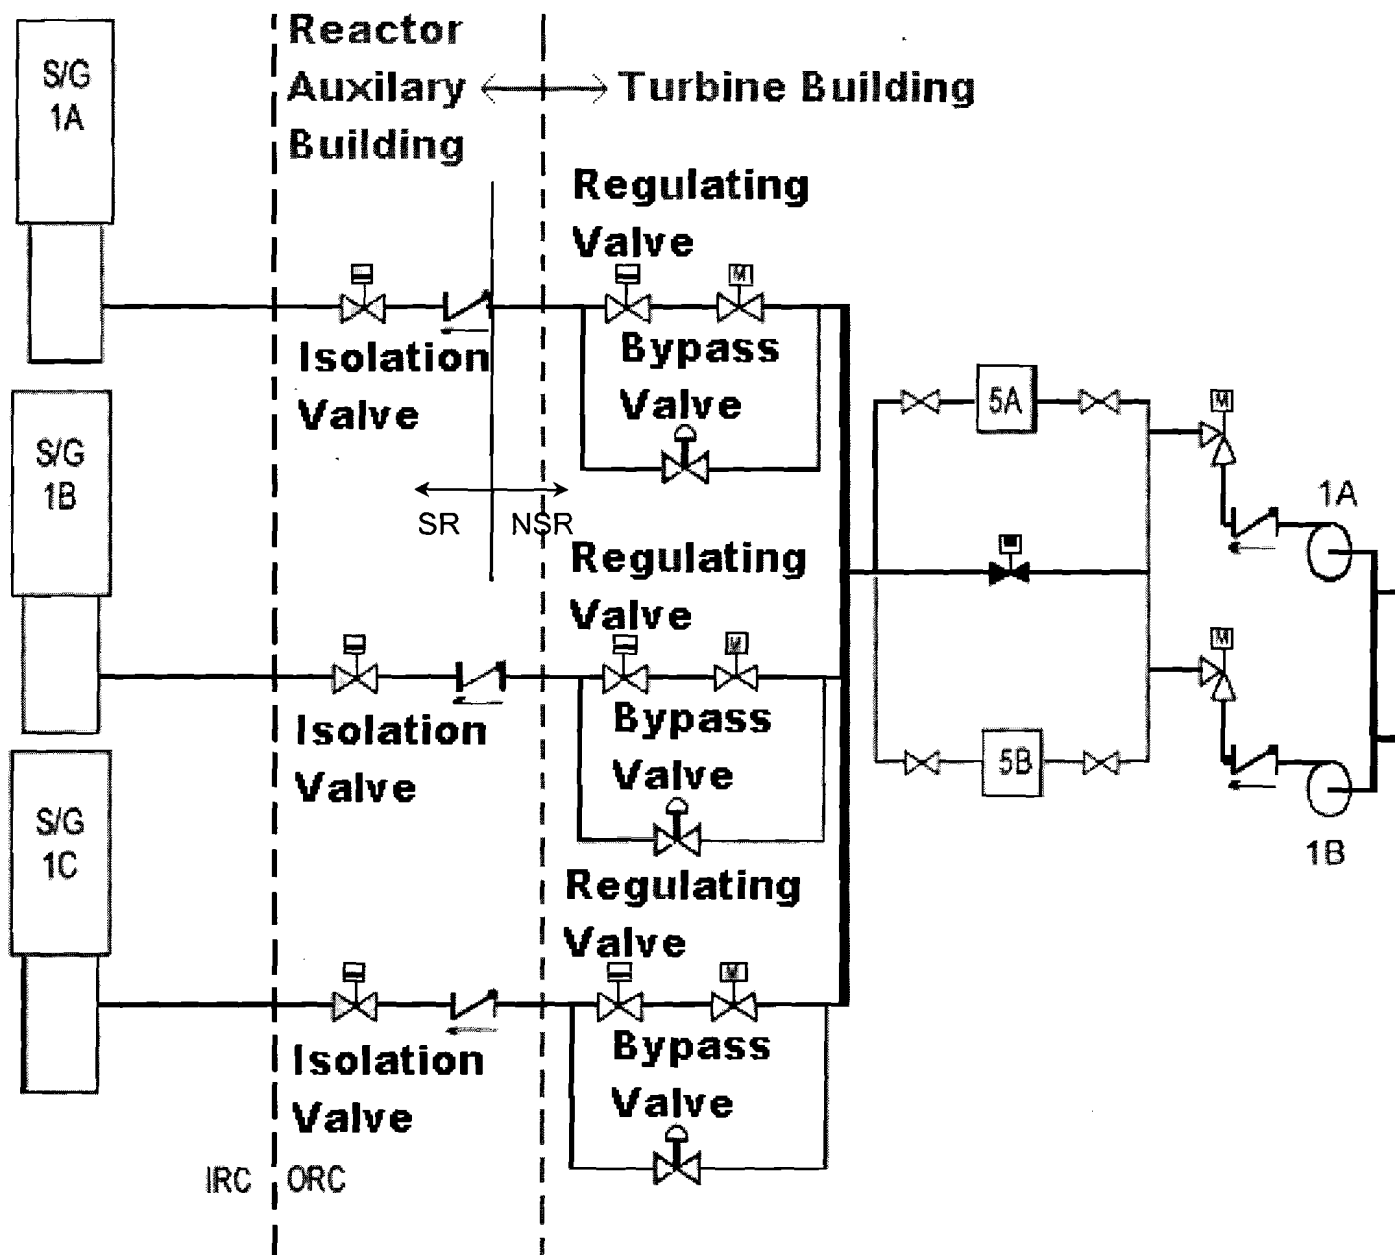 Reactor
Auxilary
Building
Turbine Building
S/G
1A
Regulating
Valve
M
Isolation
Valve
Bypass
Valve
5A
M
S/G
1B
SR
NSR
1A
Regulating
Valve
M
M
Isolation
Valve
Bypass
Valve
5B
S/G
1C
1B
Regulating
Valve
M
Isolation
Valve
Bypass
Valve
IRC
ORC